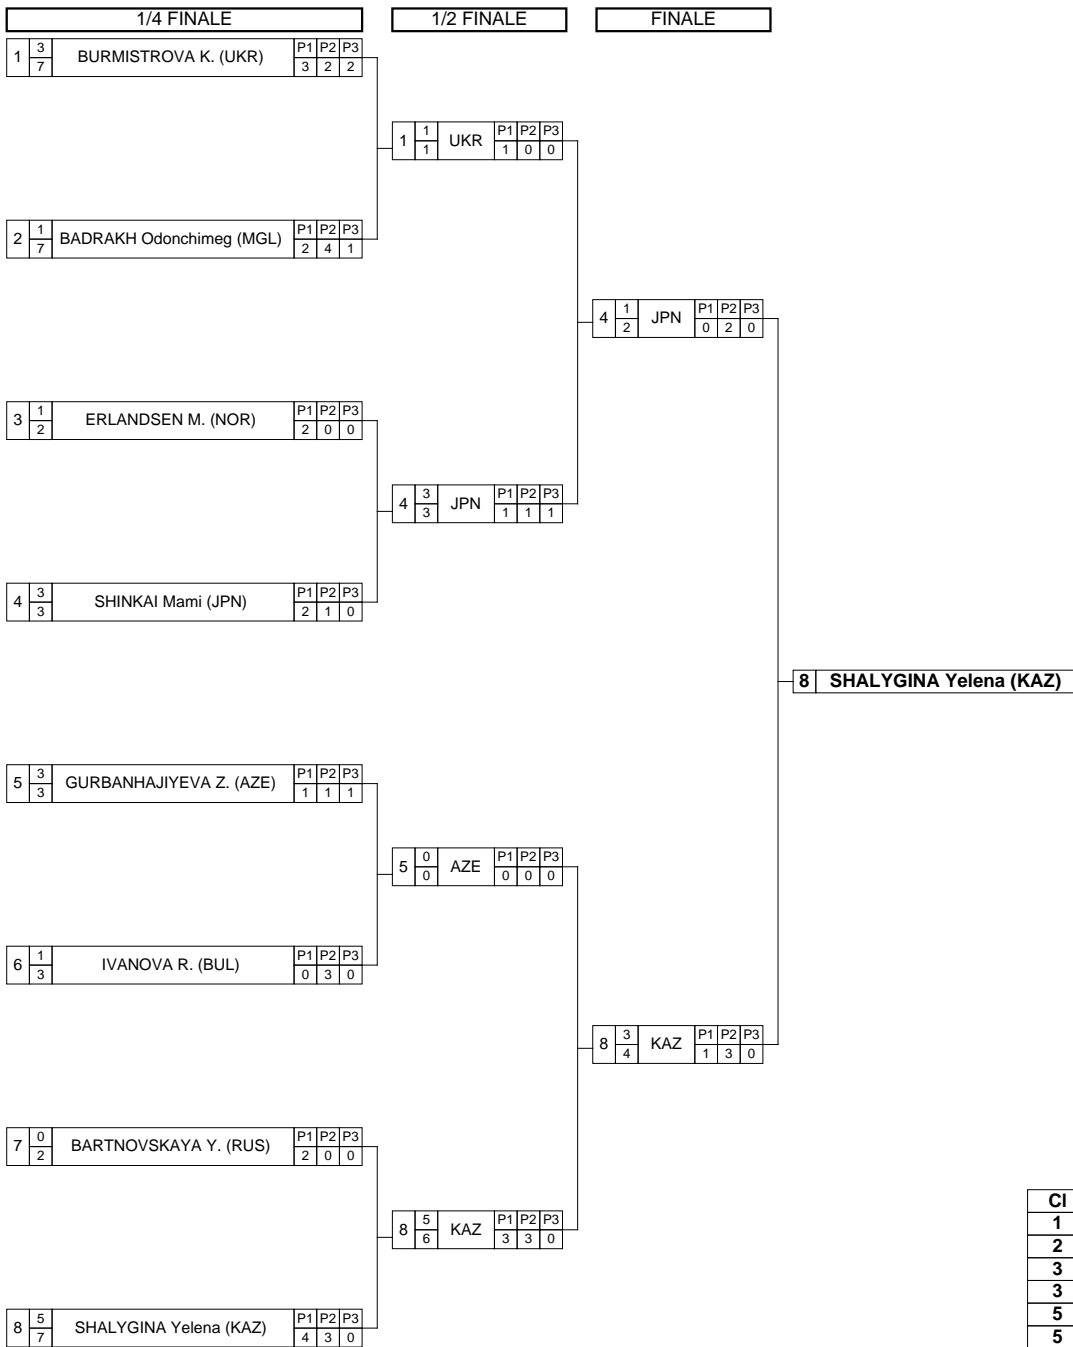 1/4 FINALE 1/2 FINALE FINALE
1 3 7 BURMISTROVA K. (UKR) P1 P2 P3 3 2 2
1 1 1 UKR P1 P2 P3 1 0 0
2 1 7 BADRAKH Odonchimeg (MGL) P1 P2 P3 2 4 1
4 1 2 JPN P1 P2 P3 0 2 0
3 1 2 ERLANDSEN M. (NOR) P1 P2 P3 2 0 0
4 3 3 JPN P1 P2 P3 1 1 1
4 3 3 SHINKAI Mami (JPN) P1 P2 P3 2 1 0
8 SHALYGINA Yelena (KAZ)
5 3 3 GURBANHAJIYEVA Z. (AZE) P1 P2 P3 1 1 1
5 0 0 AZE P1 P2 P3 0 0 0
6 1 3 IVANOVA R. (BUL) P1 P2 P3 0 3 0
8 3 4 KAZ P1 P2 P3 1 3 0
7 0 2 BARTNOVSKAYA Y. (RUS) P1 P2 P3 2 0 0
8 5 6 KAZ P1 P2 P3 3 3 0
8 5 7 SHALYGINA Yelena (KAZ) P1 P2 P3 4 3 0
Cl
1
2
3
3
5
5